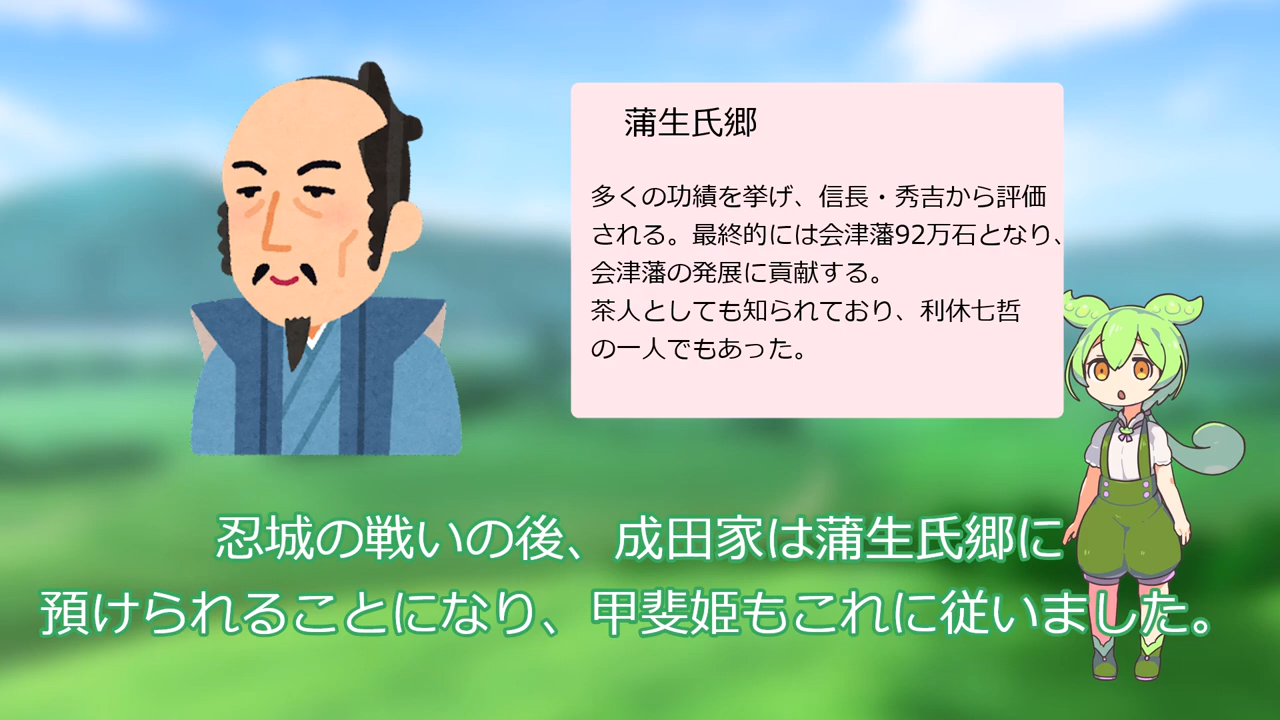 蒲生氏郷
多くの功績を挙げ、信長・秀吉から評価
される。最終的には会津藩92万石となり、
会津藩の発展に貢献する。
茶人としても知られており、利休七哲
の一人でもあった。
忍城の戦いの後、成田家は蒲生氏郷に
預けられることになり、甲斐姫もこれに従いました。